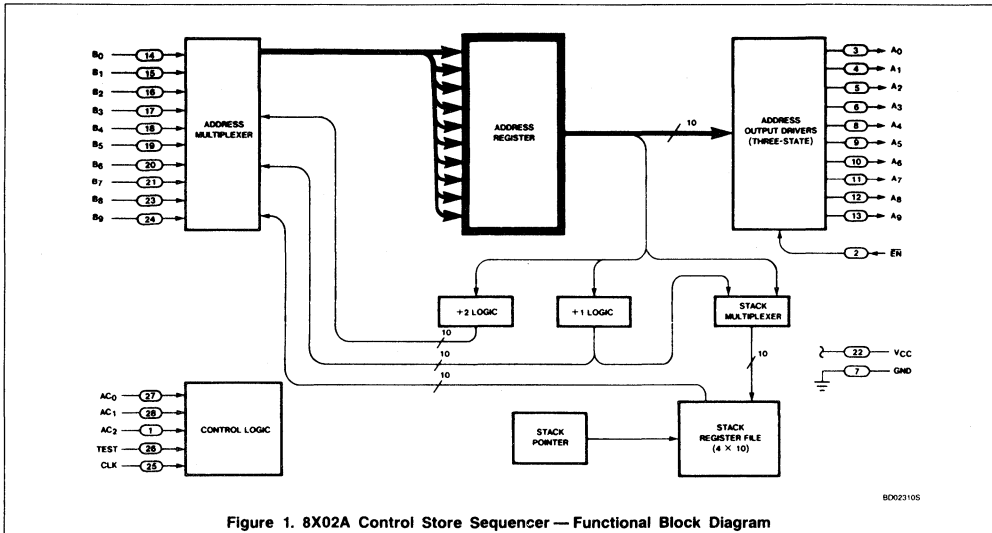 B0 14
B1 15
B2 16
B3 17
B4 18
B5 19
B6 20
B7 21
B8 23
B9 24
ADDRESS
MULTIPLEXER
ADDRESS
REGISTER
10
ADDRESS
OUTPUT DRIVERS
(THREE-STATE)
3 A0
4 A1
5 A2
6 A3
8 A4
9 A5
10 A6
11 A7
12 A8
13 A9
2 EN
+2 LOGIC
+1 LOGIC
STACK
MULTIPLEXER
10
10
10
10
22 VCC
7 GND
AC0 27
AC1 28
AC2 1
TEST 26
CLK 25
CONTROL LOGIC
STACK
POINTER
STACK
REGISTER FILE
(4 × 10)
BD02310S
Figure 1. 8X02A Control Store Sequencer — Functional Block Diagram